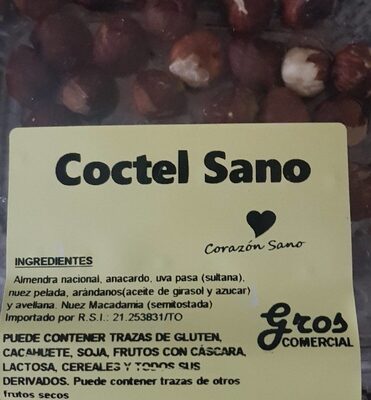 Coctel Sano
Corazón Sano
INGREDIENTES
Almendra nacional, anacardo, uva pasa (sultana),
nuez pelada, arándanos(aceite de girasol y azucar)
y avellana. Nuez Macadamia (semitostada)
Importado por R.S.I.: 21.253831/TO
Gros
COMERCIAL
PUEDE CONTENER TRAZAS DE GLUTEN,
CACAHUETE, SOJA, FRUTOS CON CÁSCARA,
LACTOSA, CEREALES Y TODOS SUS
DERIVADOS. Puede contener trazas de otros
frutos secos